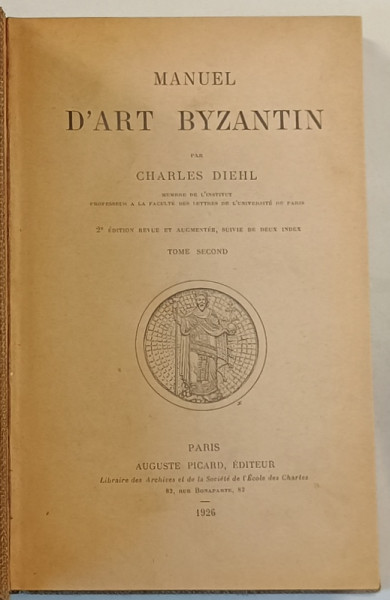 MANUEL
D'ART BYZANTIN
PAR
CHARLES DIEHL
MEMBRE DE L'INSTITUT
PROFESSEUR A LA FACULTÉ DES LETTRES DE L'UNIVERSITÉ DE PARIS
2e ÉDITION REVUE ET AUGMENTÉE, SUIVIE DE DEUX INDEX
TOME SECOND
PARIS
AUGUSTE PICARD, ÉDITEUR
Libraire des Archives et de la Société de l'École des Chartes
82, RUE BONAPARTE, 82
1926